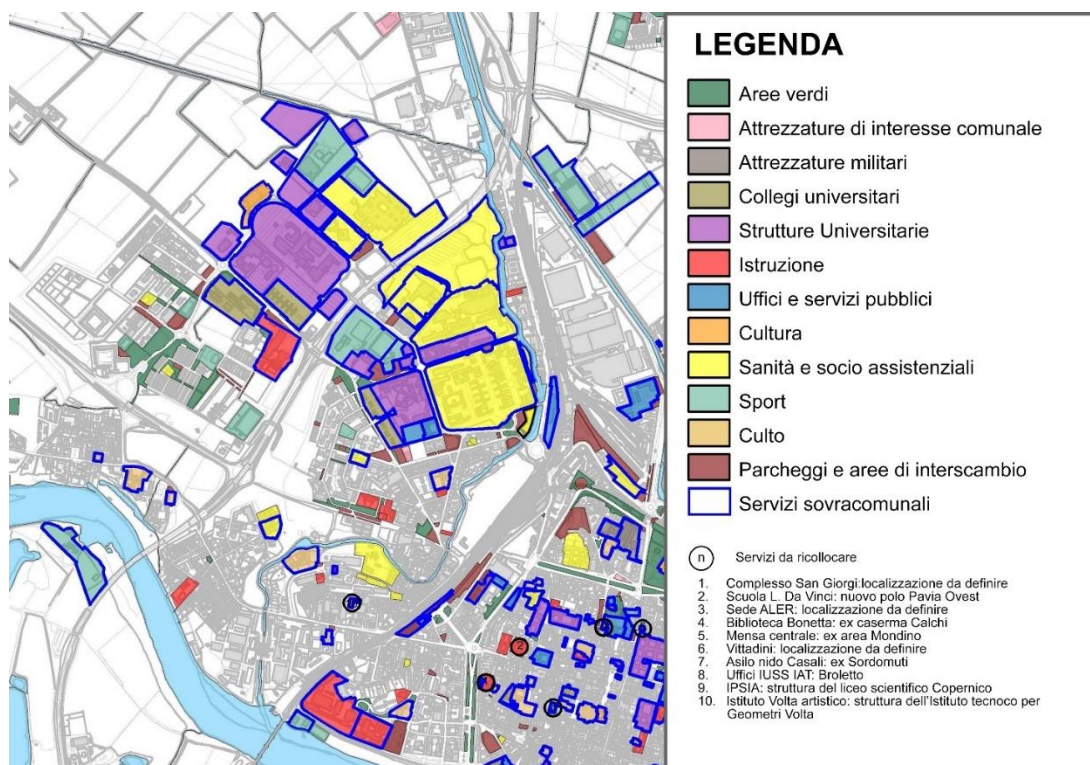 LEGENDA
Aree verdi
Attrezzature di interesse comunale
Attrezzature militari
Collegi universitari
Strutture Universitarie
Istruzione
Uffici e servizi pubblici
Cultura
Sanità e socio assistenziali
Sport
Culto
Parcheggi e aree di interscambio
Servizi sovracomunali
n Servizi da ricollocare
1. Complesso San Giorgi:localizzazione da definire
2. Scuola L. Da Vinci: nuovo polo Pavia Ovest
3. Sede ALER: localizzazione da definire
4. Biblioteca Bonetta: ex caserma Calchi
5. Mensa centrale: ex area Mondino
6. Vittadini: localizzazione da definire
7. Asilo nido Casali: ex Sordomuti
8. Uffici IUSS IAT: Broletto
9. IPSIA: struttura del liceo scientifico Copernico
10. Istituto Volta artistico: struttura dell'Istituto tecnoco per
Geometri Volta
2